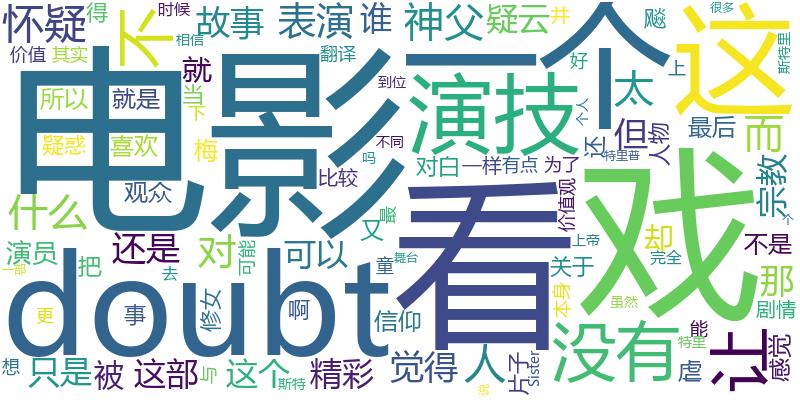 怀疑
得
时候
不
故事
表演
谁
神父
疑云
并
飚
很多
价值
其实
相信
翻译
一个
这
斯特里
电影
就
演技
太
好
上
所以
就是
当
下
到位
个人
但
人物
最后
而
疑惑
喜欢
梅
不同
吗
对白
一样
有点
特里普
为了
还
观众
比较
看
戏
价值观
宗教
什么
还是
对
可以
又
最
童
舞台
上帝
关于
却
完全
不是
那
演员
把
可能
一部
去
doubt
更
事
修女
啊
信仰
本身
虽然
剧情
没有
让
能
特里
感觉
想
只是
被
这部
与
这个
斯特
精彩
觉得
人
片子
sister
虐